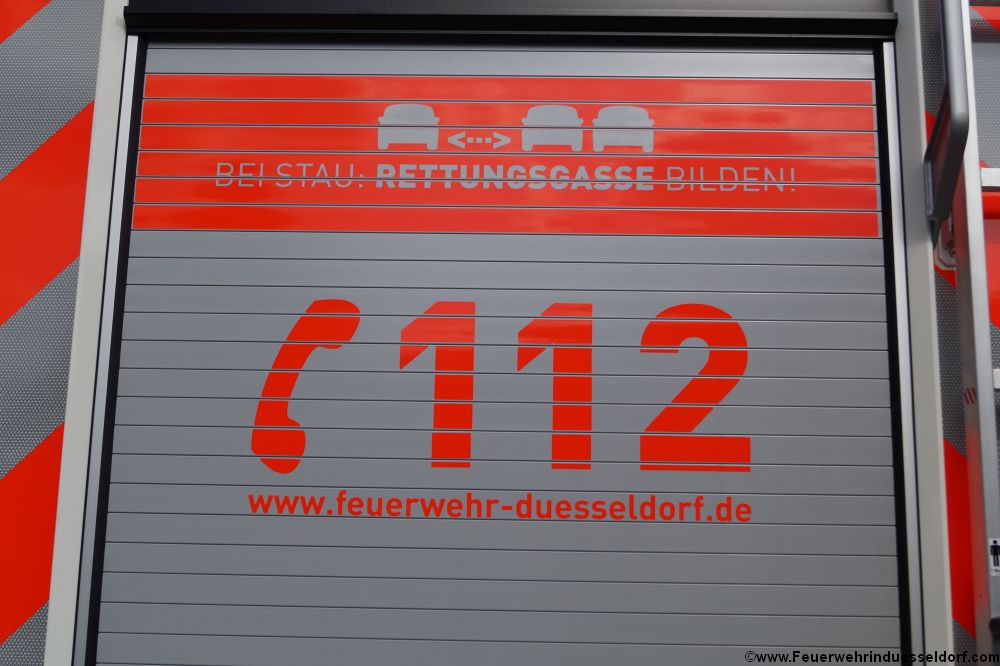 BEI STAU: RETTUNGSGASSE BILDEN!
112
www.feuerwehr-duesseldorf.de
©www.Feuerwehrinduesseldorf.com